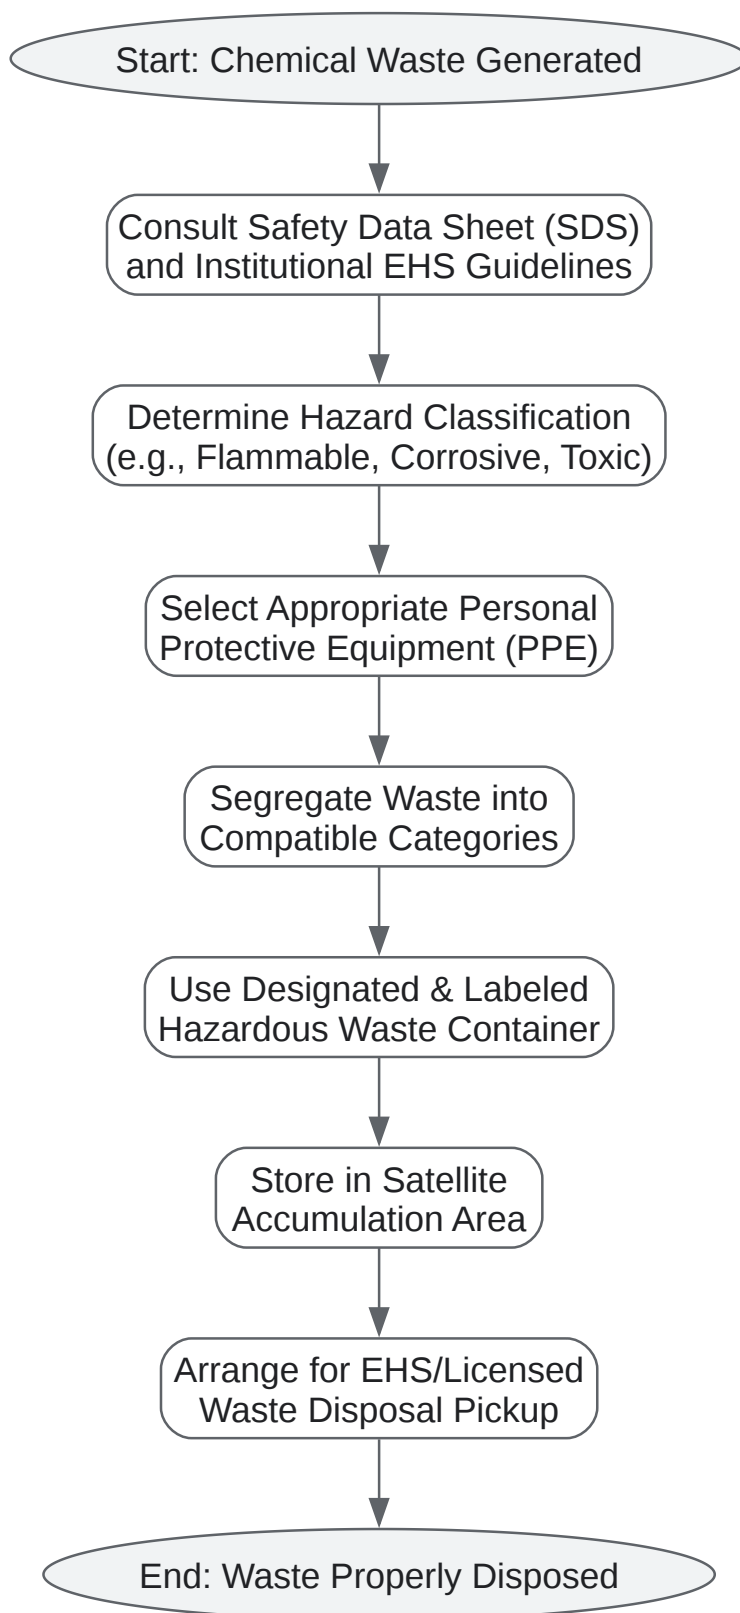 Start: Chemical Waste Generated
Consult Safety Data Sheet (SDS)
and Institutional EHS Guidelines
Determine Hazard Classification
(e.g., Flammable, Corrosive, Toxic)
Select Appropriate Personal
Protective Equipment (PPE)
Segregate Waste into
Compatible Categories
Use Designated & Labeled
Hazardous Waste Container
Store in Satellite
Accumulation Area
Arrange for EHS/Licensed
Waste Disposal Pickup
End: Waste Properly Disposed